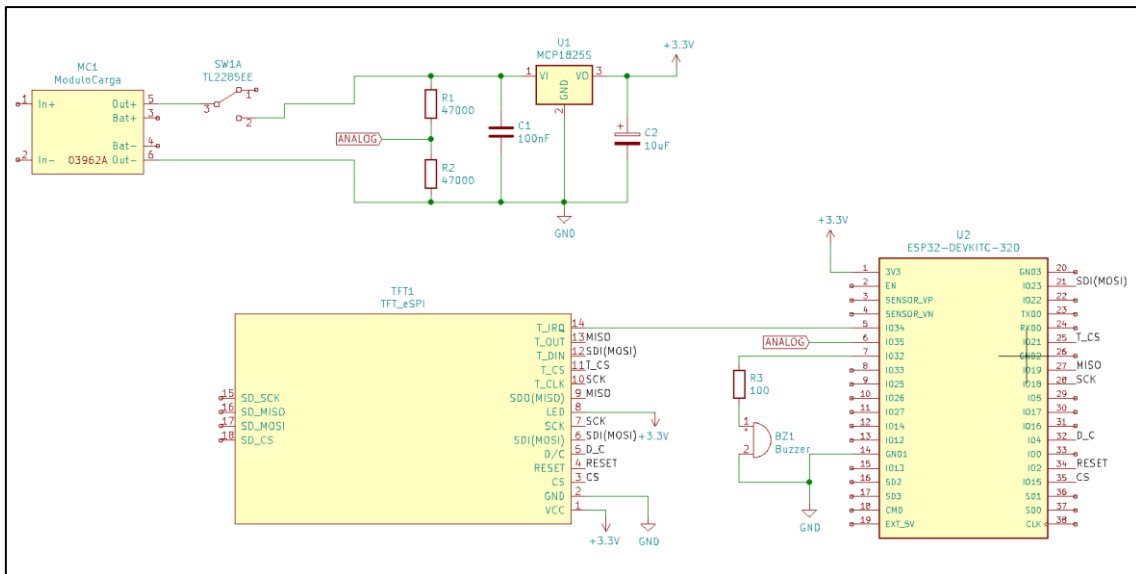 MC1
ModuloCarga
1 In+ Out+ 5
Bat+ 3
Bat- 4
2 In- 03962A Out- 6
SW1A
TL2285EE
3 1
2
R1
47000
ANALOG
R2
47000
C1
100nF
U1
MCP1825S
1 VI VO 3
GND
2
+3.3V
+
C2
10uF
GND
TFT1
TFT_eSPI
T_IRQ 14
T_OUT 13 MISO
T_DIN 12 SDI(MOSI)
T_CS 11 T_CS
T_CLK 10 SCK
15 SD_SCK SDO(MISO) 9 MISO
16 SD_MISO LED 8
17 SD_MOSI SCK 7 SCK
18 SD_CS SDI(MOSI) 6 SDI(MOSI)
D/C 5 D_C
RESET 4 RESET
CS 3 CS
GND 2
VCC 1
+3.3V
+3.3V
GND
+3.3V
ANALOG
R3
100
1
+
2
BZ1
Buzzer
GND
U2
ESP32-DEVKITC-32D
1 3V3 GND3 20
2 EN IO23 21 SDI(MOSI)
3 SENSOR_VP IO22 22
4 SENSOR_VN TXD0 23
5 IO34 RXD0 24
6 IO35 IO21 25 T_CS
7 IO32 GND2 26
8 IO33 IO19 27 MISO
9 IO25 IO18 28 SCK
10 IO26 IO5 29
11 IO27 IO17 30
12 IO14 IO16 31
13 IO12 IO4 32 D_C
14 GND1 IO0 33
15 IO13 IO2 34 RESET
16 SD2 IO15 35 CS
17 SD3 SD1 36
18 CMD SD0 37
19 EXT_5V CLK 38